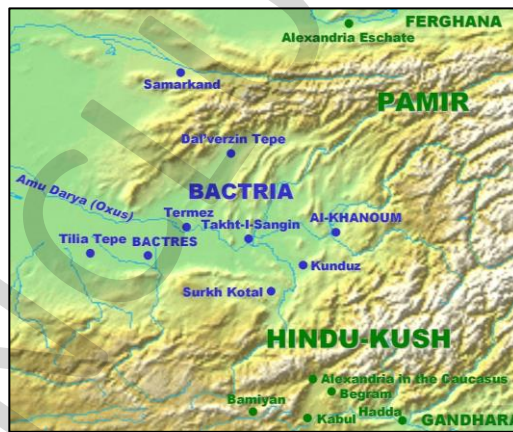 FERGHANA
Alexandria Eschate
Samarkand
PAMIR
Dal'verzin Tepe
Amu Darya (Oxus)
BACTRIA
Termez
Takht-I-Sangin
AI-KHANOUM
Tilia Tepe
BACTRES
Kunduz
Surkh Kotal
HINDU-KUSH
Alexandria in the Caucasus
Begram
Bamiyan
Kabul
Hadda
GANDHARA